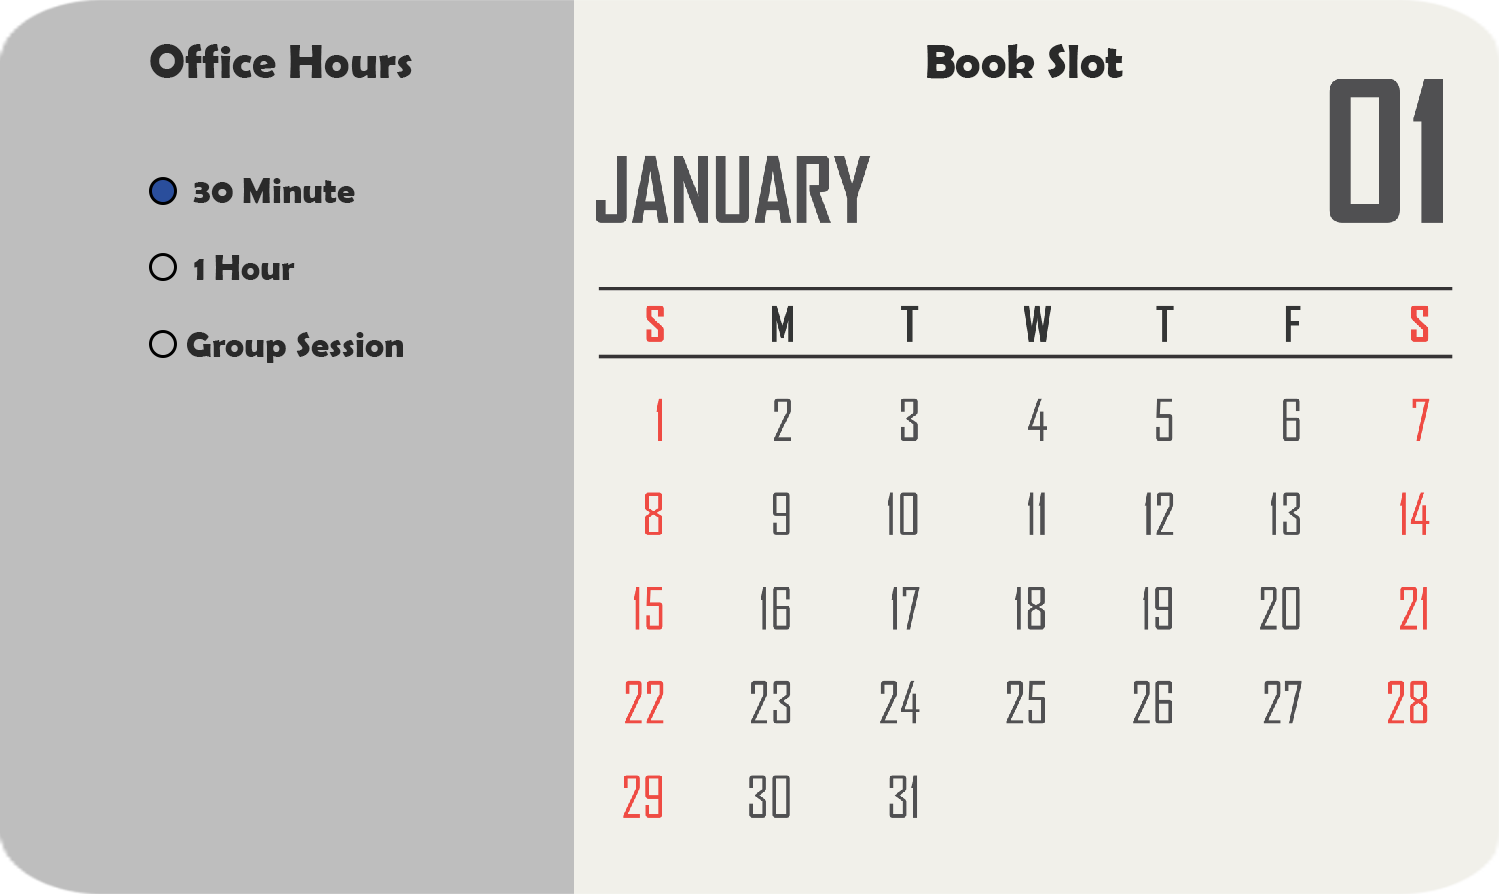 Office Hours
30 Minute
1 Hour
Group Session
Book Slot
JANUARY 01
S M T W T F S
1 2 3 4 5 6 7
8 9 10 11 12 13 14
15 16 17 18 19 20 21
22 23 24 25 26 27 28
29 30 31